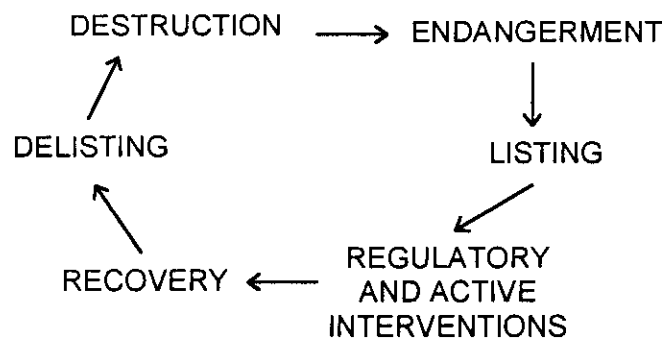 DESTRUCTION
ENDANGERMENT
LISTING
REGULATORY
AND ACTIVE
INTERVENTIONS
RECOVERY
DELISTING